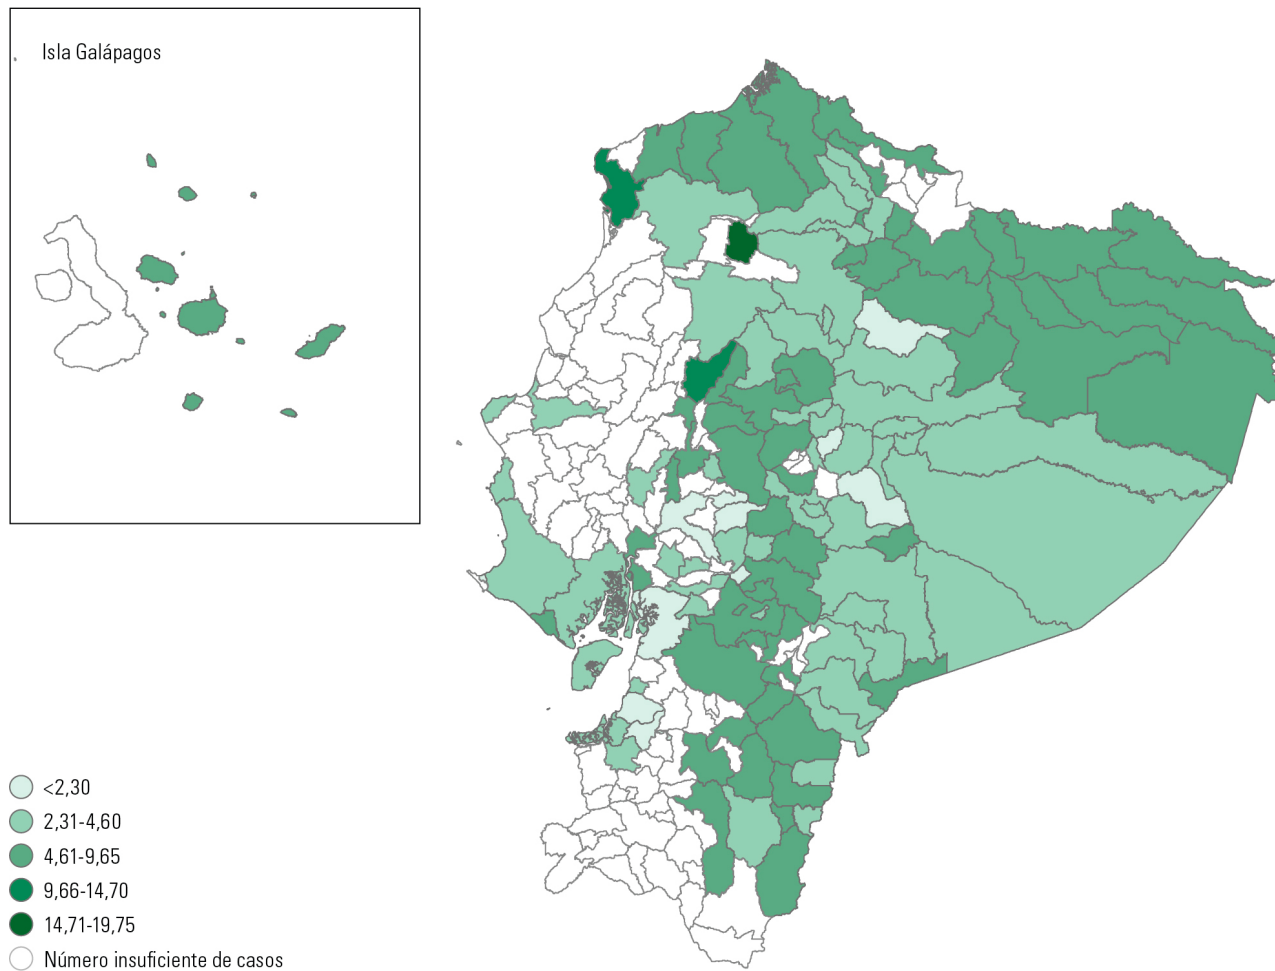 Isla Galápagos
<2,30
2,31-4,60
4,61-9,65
9,66-14,70
14,71-19,75
Número insuficiente de casos